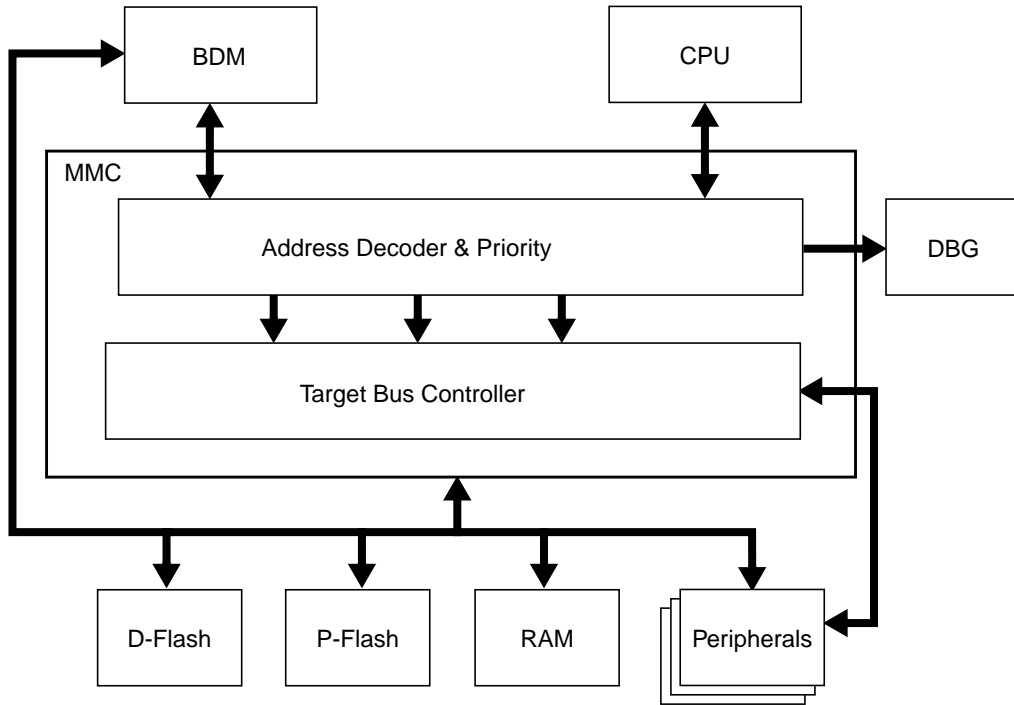 BDM
CPU
MMC
Address Decoder & Priority
DBG
Target Bus Controller
D-Flash
P-Flash
RAM
Peripherals